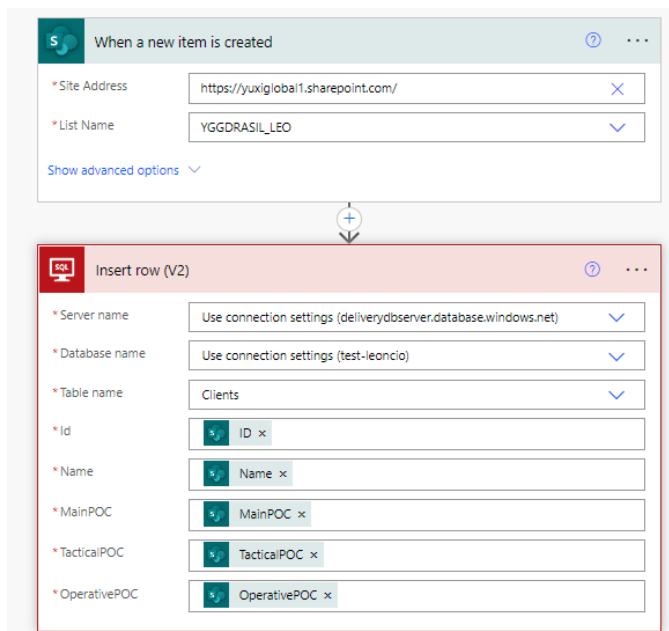 S When a new item is created ? ...
* Site Address https://yuxiglobal1.sharepoint.com/
* List Name YGGDRASIL_LEO
Show advanced options
SQL Insert row (V2) ? ...
* Server name Use connection settings (deliverydbserver.database.windows.net)
* Database name Use connection settings (test-leoncio)
* Table name Clients
* Id S ID ×
* Name S Name ×
* MainPOC S MainPOC ×
* TacticalPOC S TacticalPOC ×
* OperativePOC S OperativePOC ×